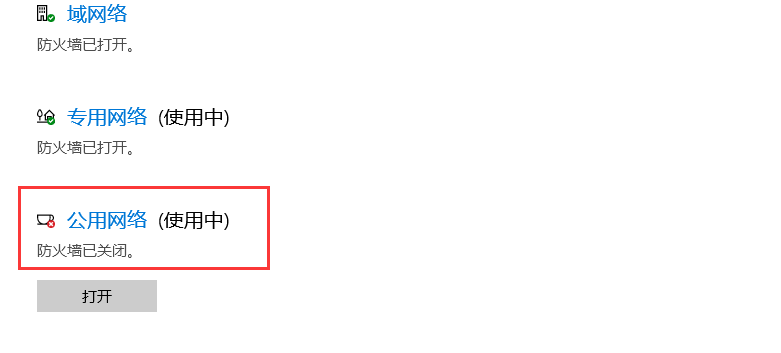 域网络
防火墙已打开。
专用网络 (使用中)
防火墙已打开。
公用网络 (使用中)
防火墙已关闭。
打开